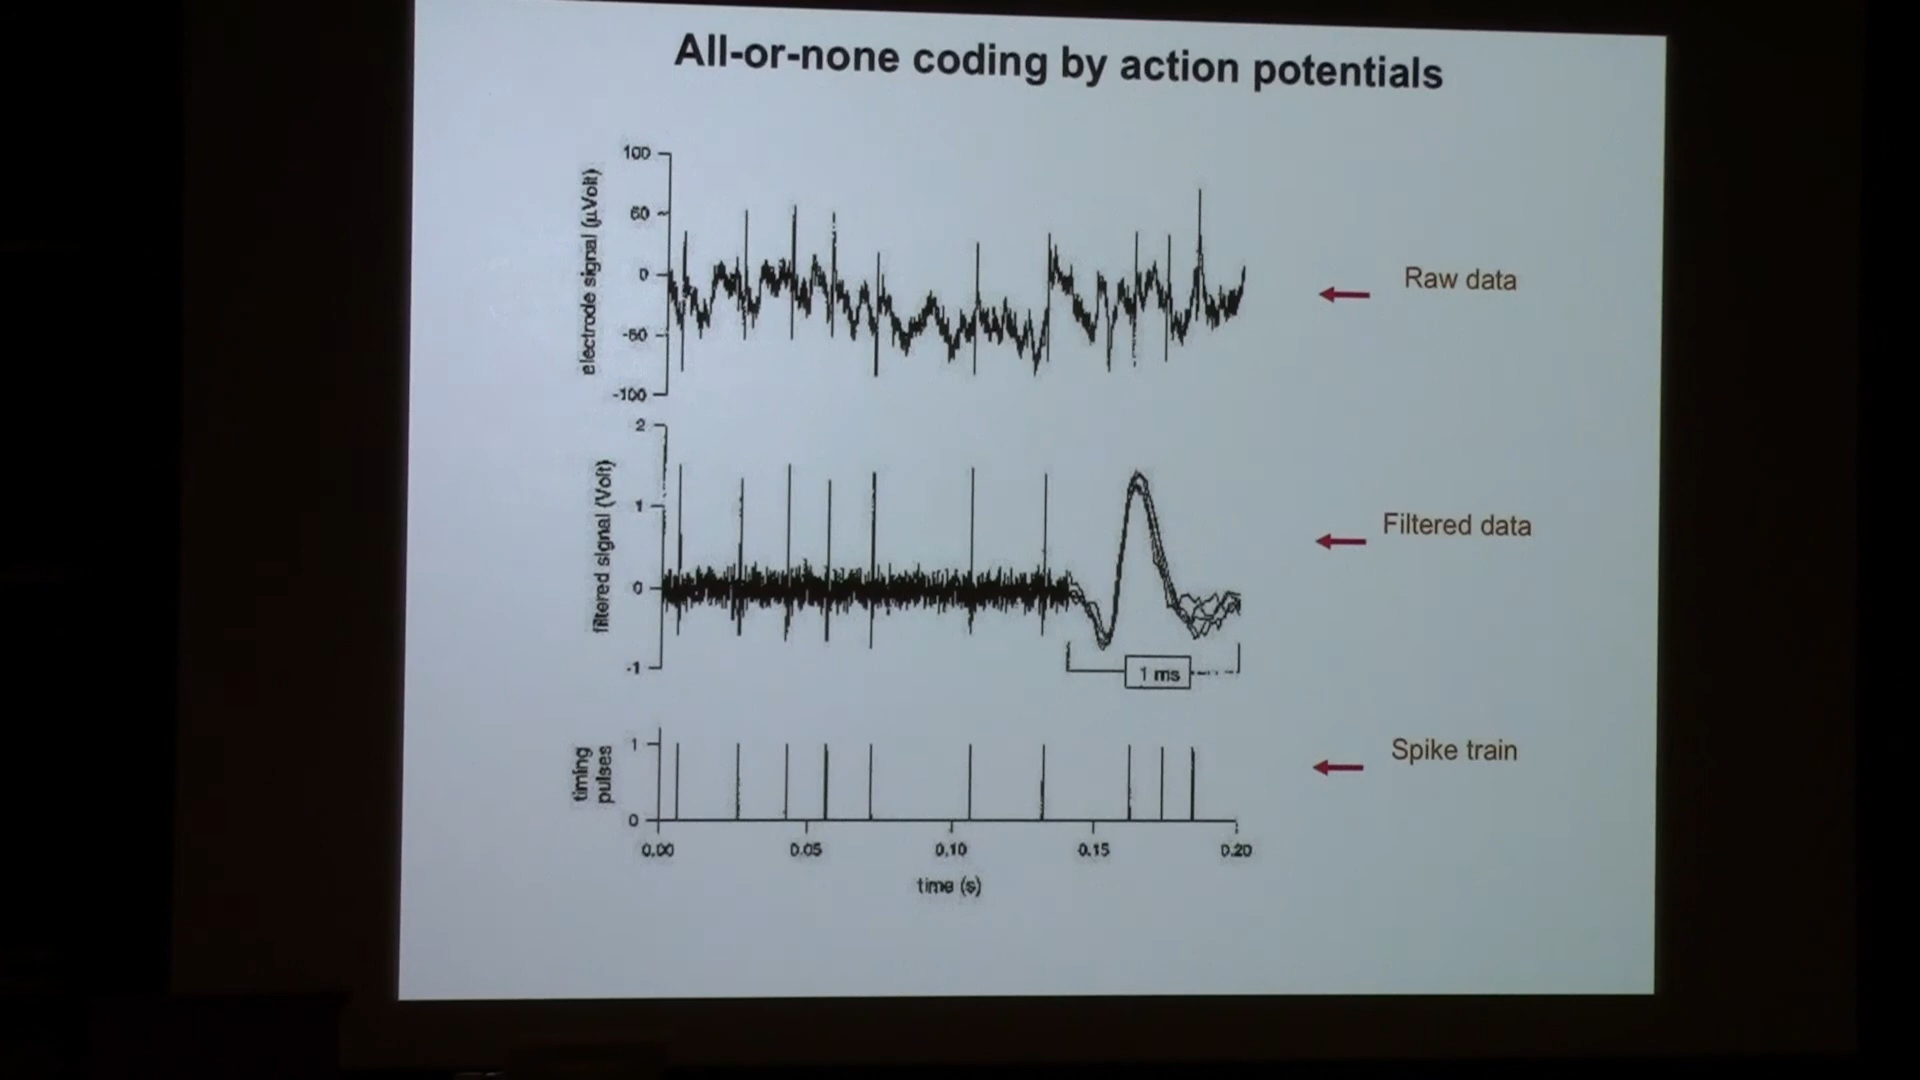 All-or-none coding by action potentials
electrode signal (μVolt)
100
50
0
-50
-100
Raw data
filtered signal (Volt)
2
1
0
-1
1 ms
Filtered data
timing
pulses
1
0
Spike train
0.00 0.05 0.10 0.15 0.20
time (s)